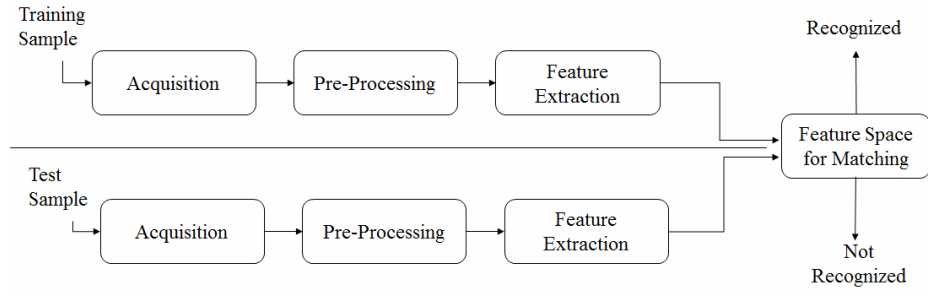 Training
Sample
Acquisition
Pre-Processing
Feature
Extraction
Recognized
Feature Space
for Matching
Not
Recognized
Test
Sample
Acquisition
Pre-Processing
Feature
Extraction